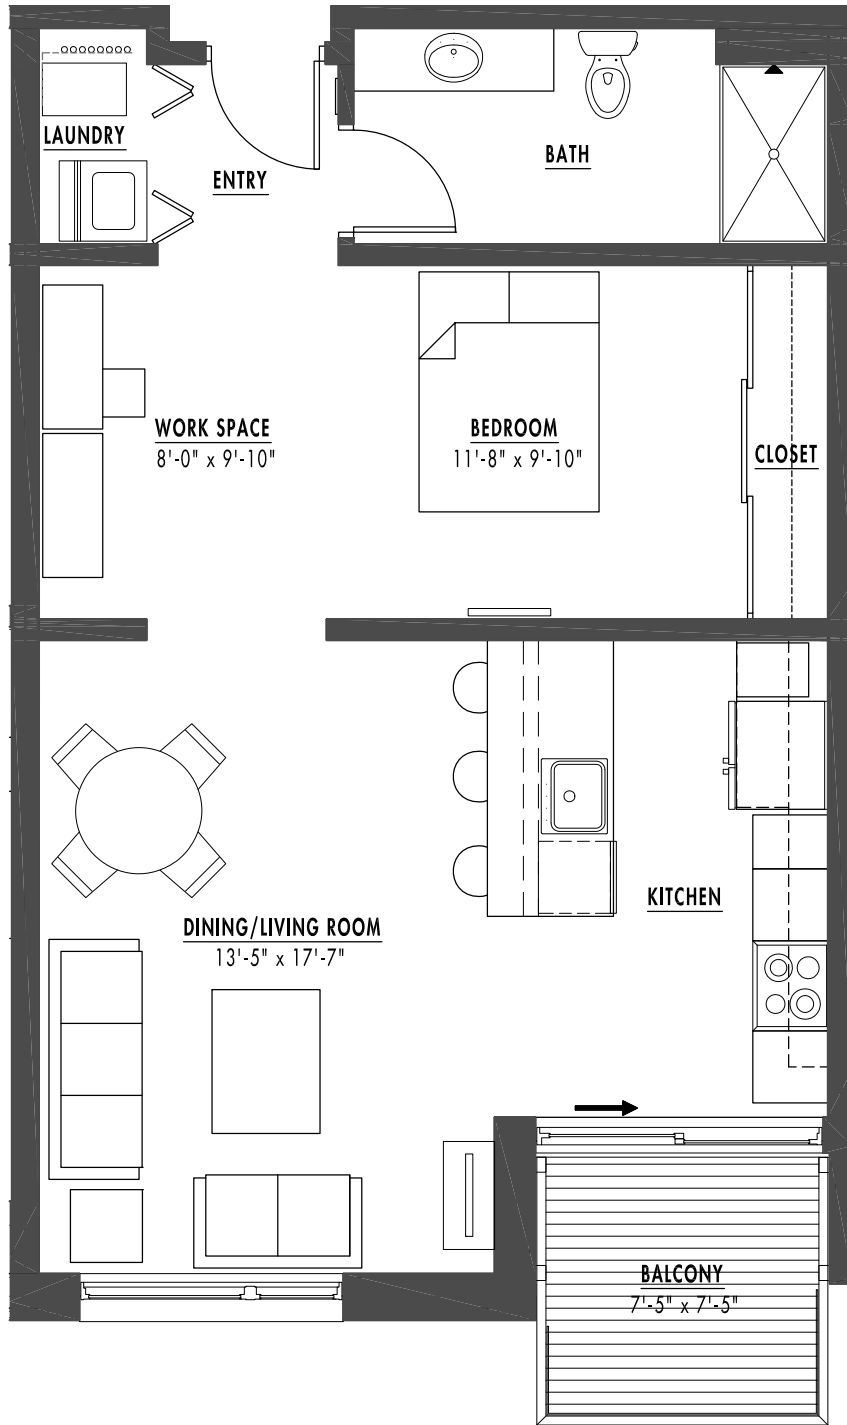 LAUNDRY
ENTRY
BATH
WORK SPACE
8'-0" x 9'-10"
BEDROOM
11'-8" x 9'-10"
CLOSET
KITCHEN
DINING/LIVING ROOM
13'-5" x 17'-7"
BALCONY
7'-5" x 7'-5"